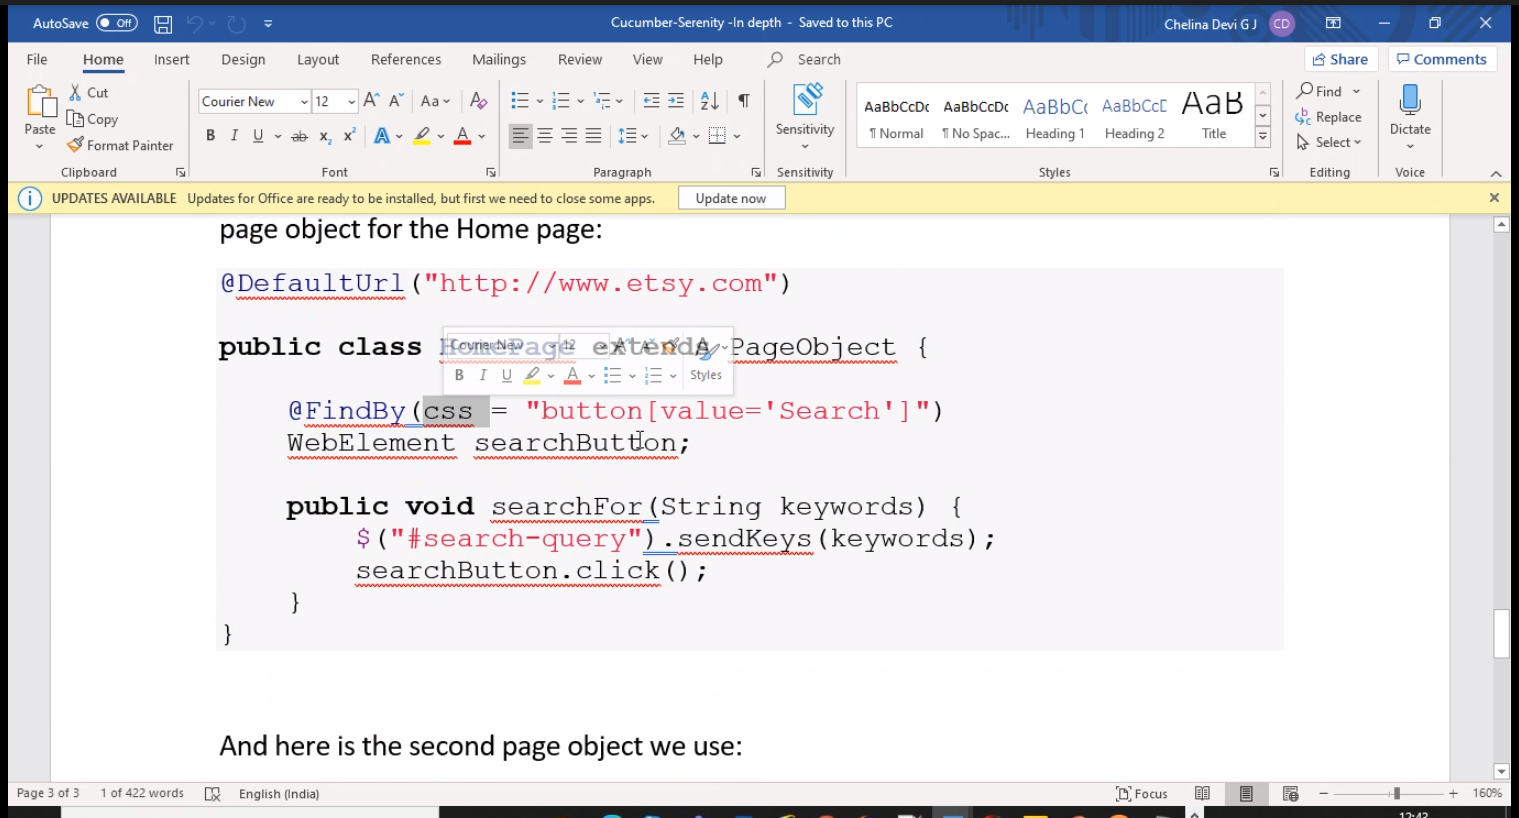 AutoSave Off Cucumber-Serenity -In depth - Saved to this PC Chelina Devi G J CD
File Home Insert Design Layout References Mailings Review View Help Search Share Comments
Paste Cut Copy Format Painter
Courier New 12 Aa
B I U ab x2 x2 A A
Sensitivity
AaBbCcDc AaBbCcDc AaBbCc AaBbCcE AaB
¶ Normal ¶ No Spac... Heading 1 Heading 2 Title
Find
Replace
Select
Dictate
Clipboard Font Paragraph Sensitivity Styles Editing Voice
UPDATES AVAILABLE Updates for Office are ready to be installed, but first we need to close some apps. Update now
page object for the Home page:
@DefaultUrl("http://www.etsy.com")
public class HomePage extends PageObject {
Courier New 12
B I U A Styles
@FindBy(css = "button[value='Search']")
WebElement searchButton;
public void searchFor(String keywords) {
$("#search-query").sendKeys(keywords);
searchButton.click();
}
}
And here is the second page object we use:
Page 3 of 3 1 of 422 words English (India) Focus 160%
12:43